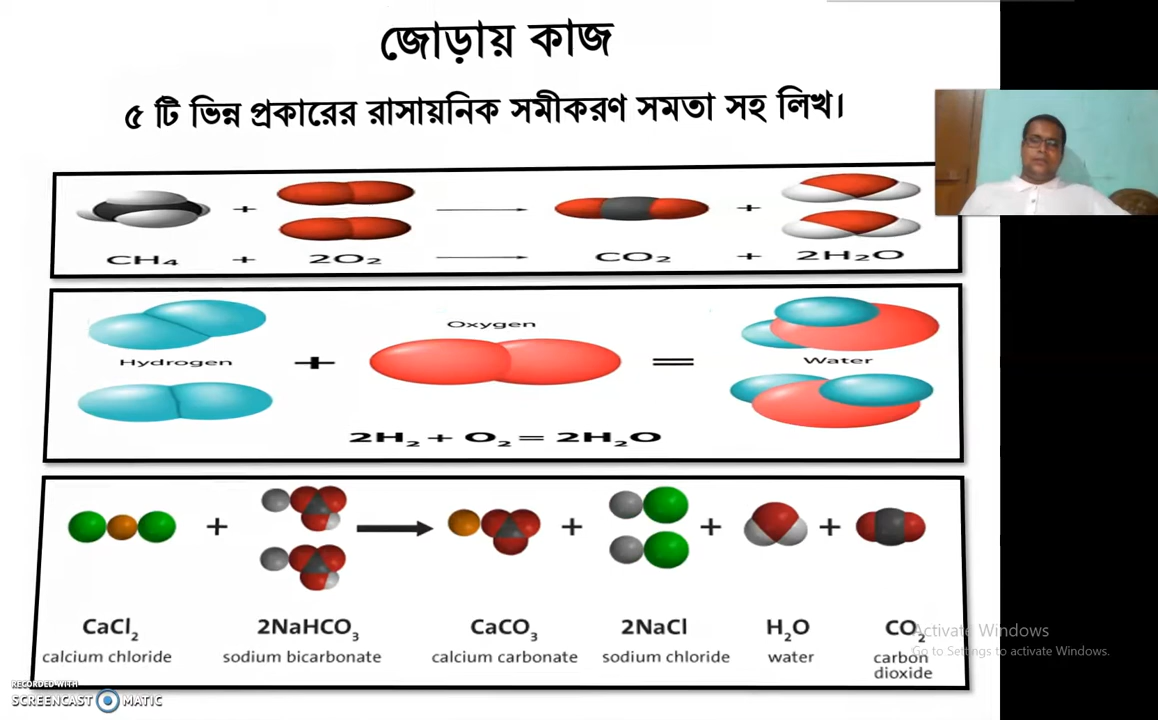 জোড়ায় কাজ
৫ টি ভিন্ন প্রকারের রাসায়নিক সমীকরণ সমতা সহ লিখ।
+ → +
CH4 + 2O2 → CO2 + 2H2O
Oxygen
Hydrogen + = Water
2H2 + O2 = 2H2O
+ → + + +
CaCl2 2NaHCO3 CaCO3 2NaCl H2O CO2
calcium chloride sodium bicarbonate calcium carbonate sodium chloride water carbon dioxide
Activate Windows
Go to Settings to activate Windows.
RECORDED WITH
SCREENCAST MATIC